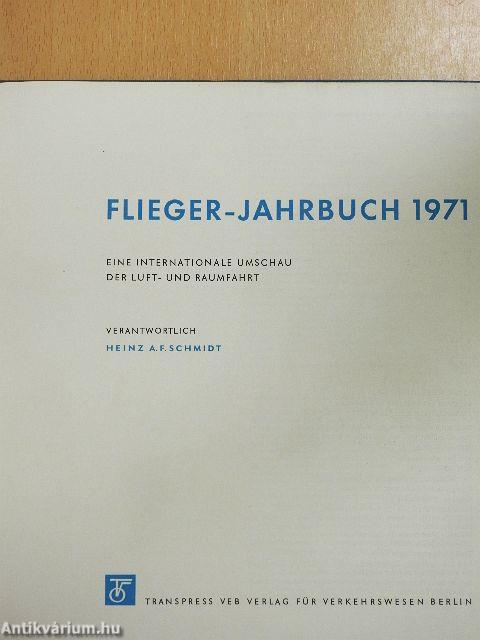 FLIEGER-JAHRBUCH 1971
EINE INTERNATIONALE UMSCHAU
DER LUFT- UND RAUMFAHRT
VERANTWORTLICH
HEINZ A.F. SCHMIDT
TRANSPRESS VEB VERLAG FÜR VERKEHRSWESEN BERLIN
Antikvárium.hu